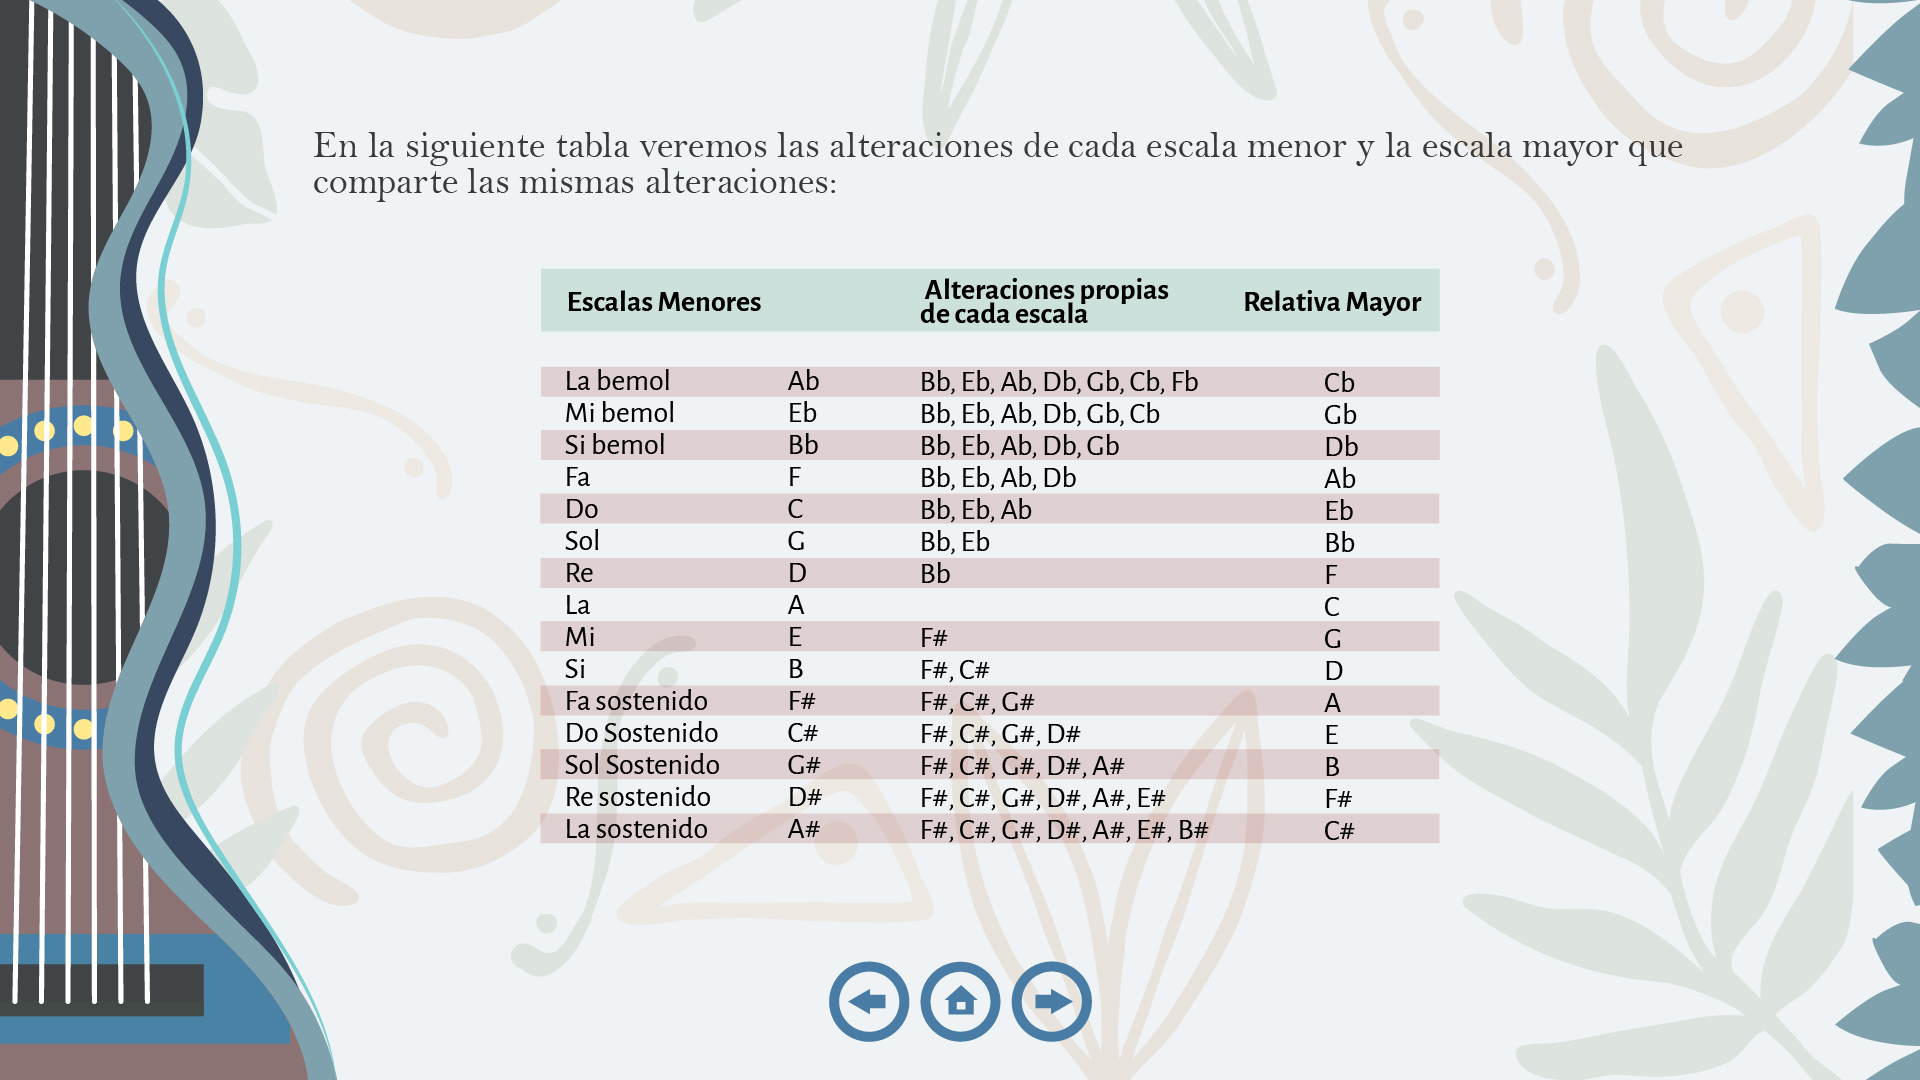 En la siguiente tabla veremos las alteraciones de cada escala menor y la escala mayor que
comparte las mismas alteraciones:
Escalas Menores Alteraciones propias de cada escala Relativa Mayor
La bemol Ab Bb, Eb, Ab, Db, Gb, Cb, Fb Cb
Mi bemol Eb Bb, Eb, Ab, Db, Gb, Cb Gb
Si bemol Bb Bb, Eb, Ab, Db, Gb Db
Fa F Bb, Eb, Ab, Db Ab
Do C Bb, Eb, Ab Eb
Sol G Bb, Eb Bb
Re D Bb F
La A C
Mi E F# G
Si B F#, C# D
Fa sostenido F# F#, C#, G# A
Do Sostenido C# F#, C#, G#, D# E
Sol Sostenido G# F#, C#, G#, D#, A# B
Re sostenido D# F#, C#, G#, D#, A#, E# F#
La sostenido A# F#, C#, G#, D#, A#, E#, B# C#